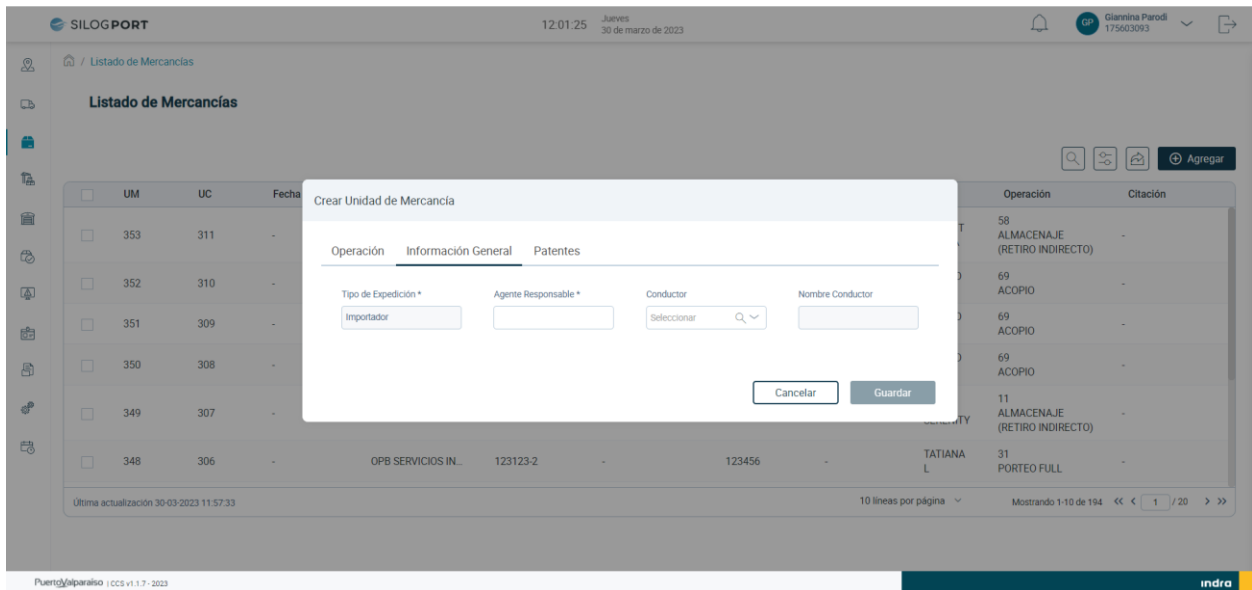 SILOGPORT
12:01:25
Jueves
30 de marzo de 2023
GP
Giannina Parodi
175603093
/ Listado de Mercancías
Listado de Mercancías
Agregar
UM UC Fecha Operación Citación
Crear Unidad de Mercancía
Operación Información General Patentes
Tipo de Expedición * Agente Responsable * Conductor Nombre Conductor
Importador Seleccionar
Cancelar Guardar
353 311 - 58 ALMACENAJE (RETIRO INDIRECTO) -
352 310 - 69 ACOPIO -
351 309 - 69 ACOPIO -
350 308 - 69 ACOPIO -
349 307 - 11 ALMACENAJE (RETIRO INDIRECTO) -
348 306 OPB SERVICIOS IN... 123123-2 - 123456 - TATIANA L 31 PORTEO FULL -
Última actualización 30-03-2023 11:57:33
10 líneas por página
Mostrando 1-10 de 194 << < 1 / 20 > >>
PuertoValparaíso | CCS v1.1.7 - 2023
indra